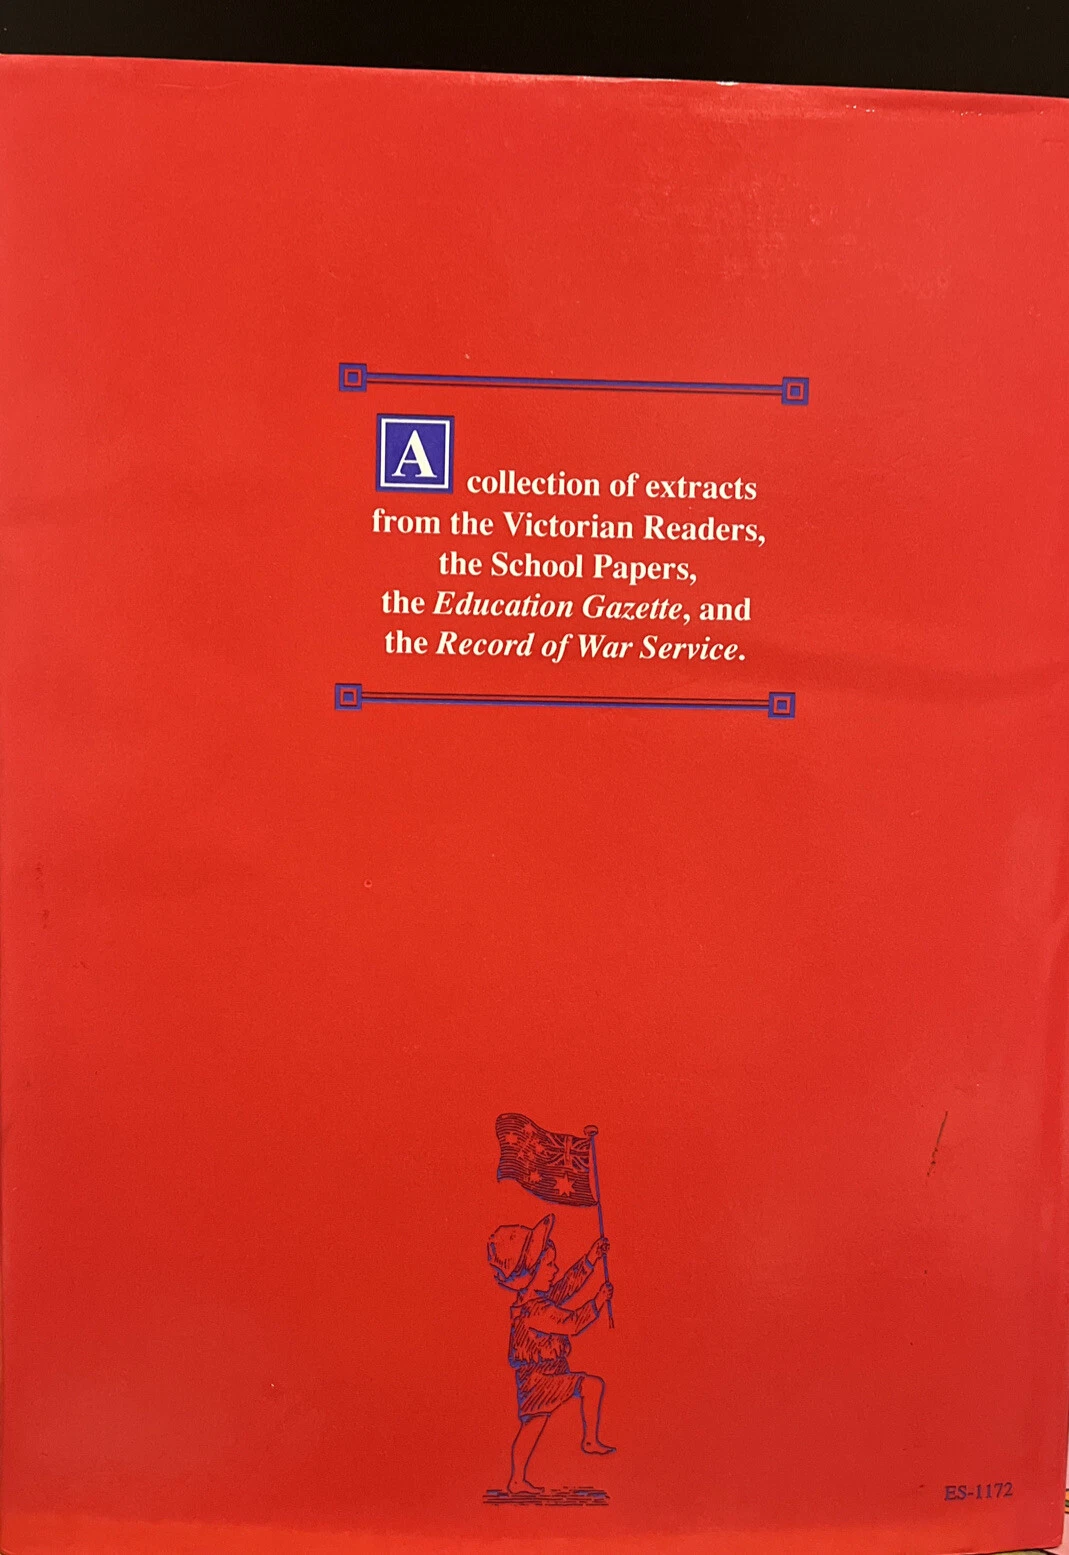 A collection of extracts
from the Victorian Readers,
the School Papers,
the Education Gazette, and
the Record of War Service.
ES-1172